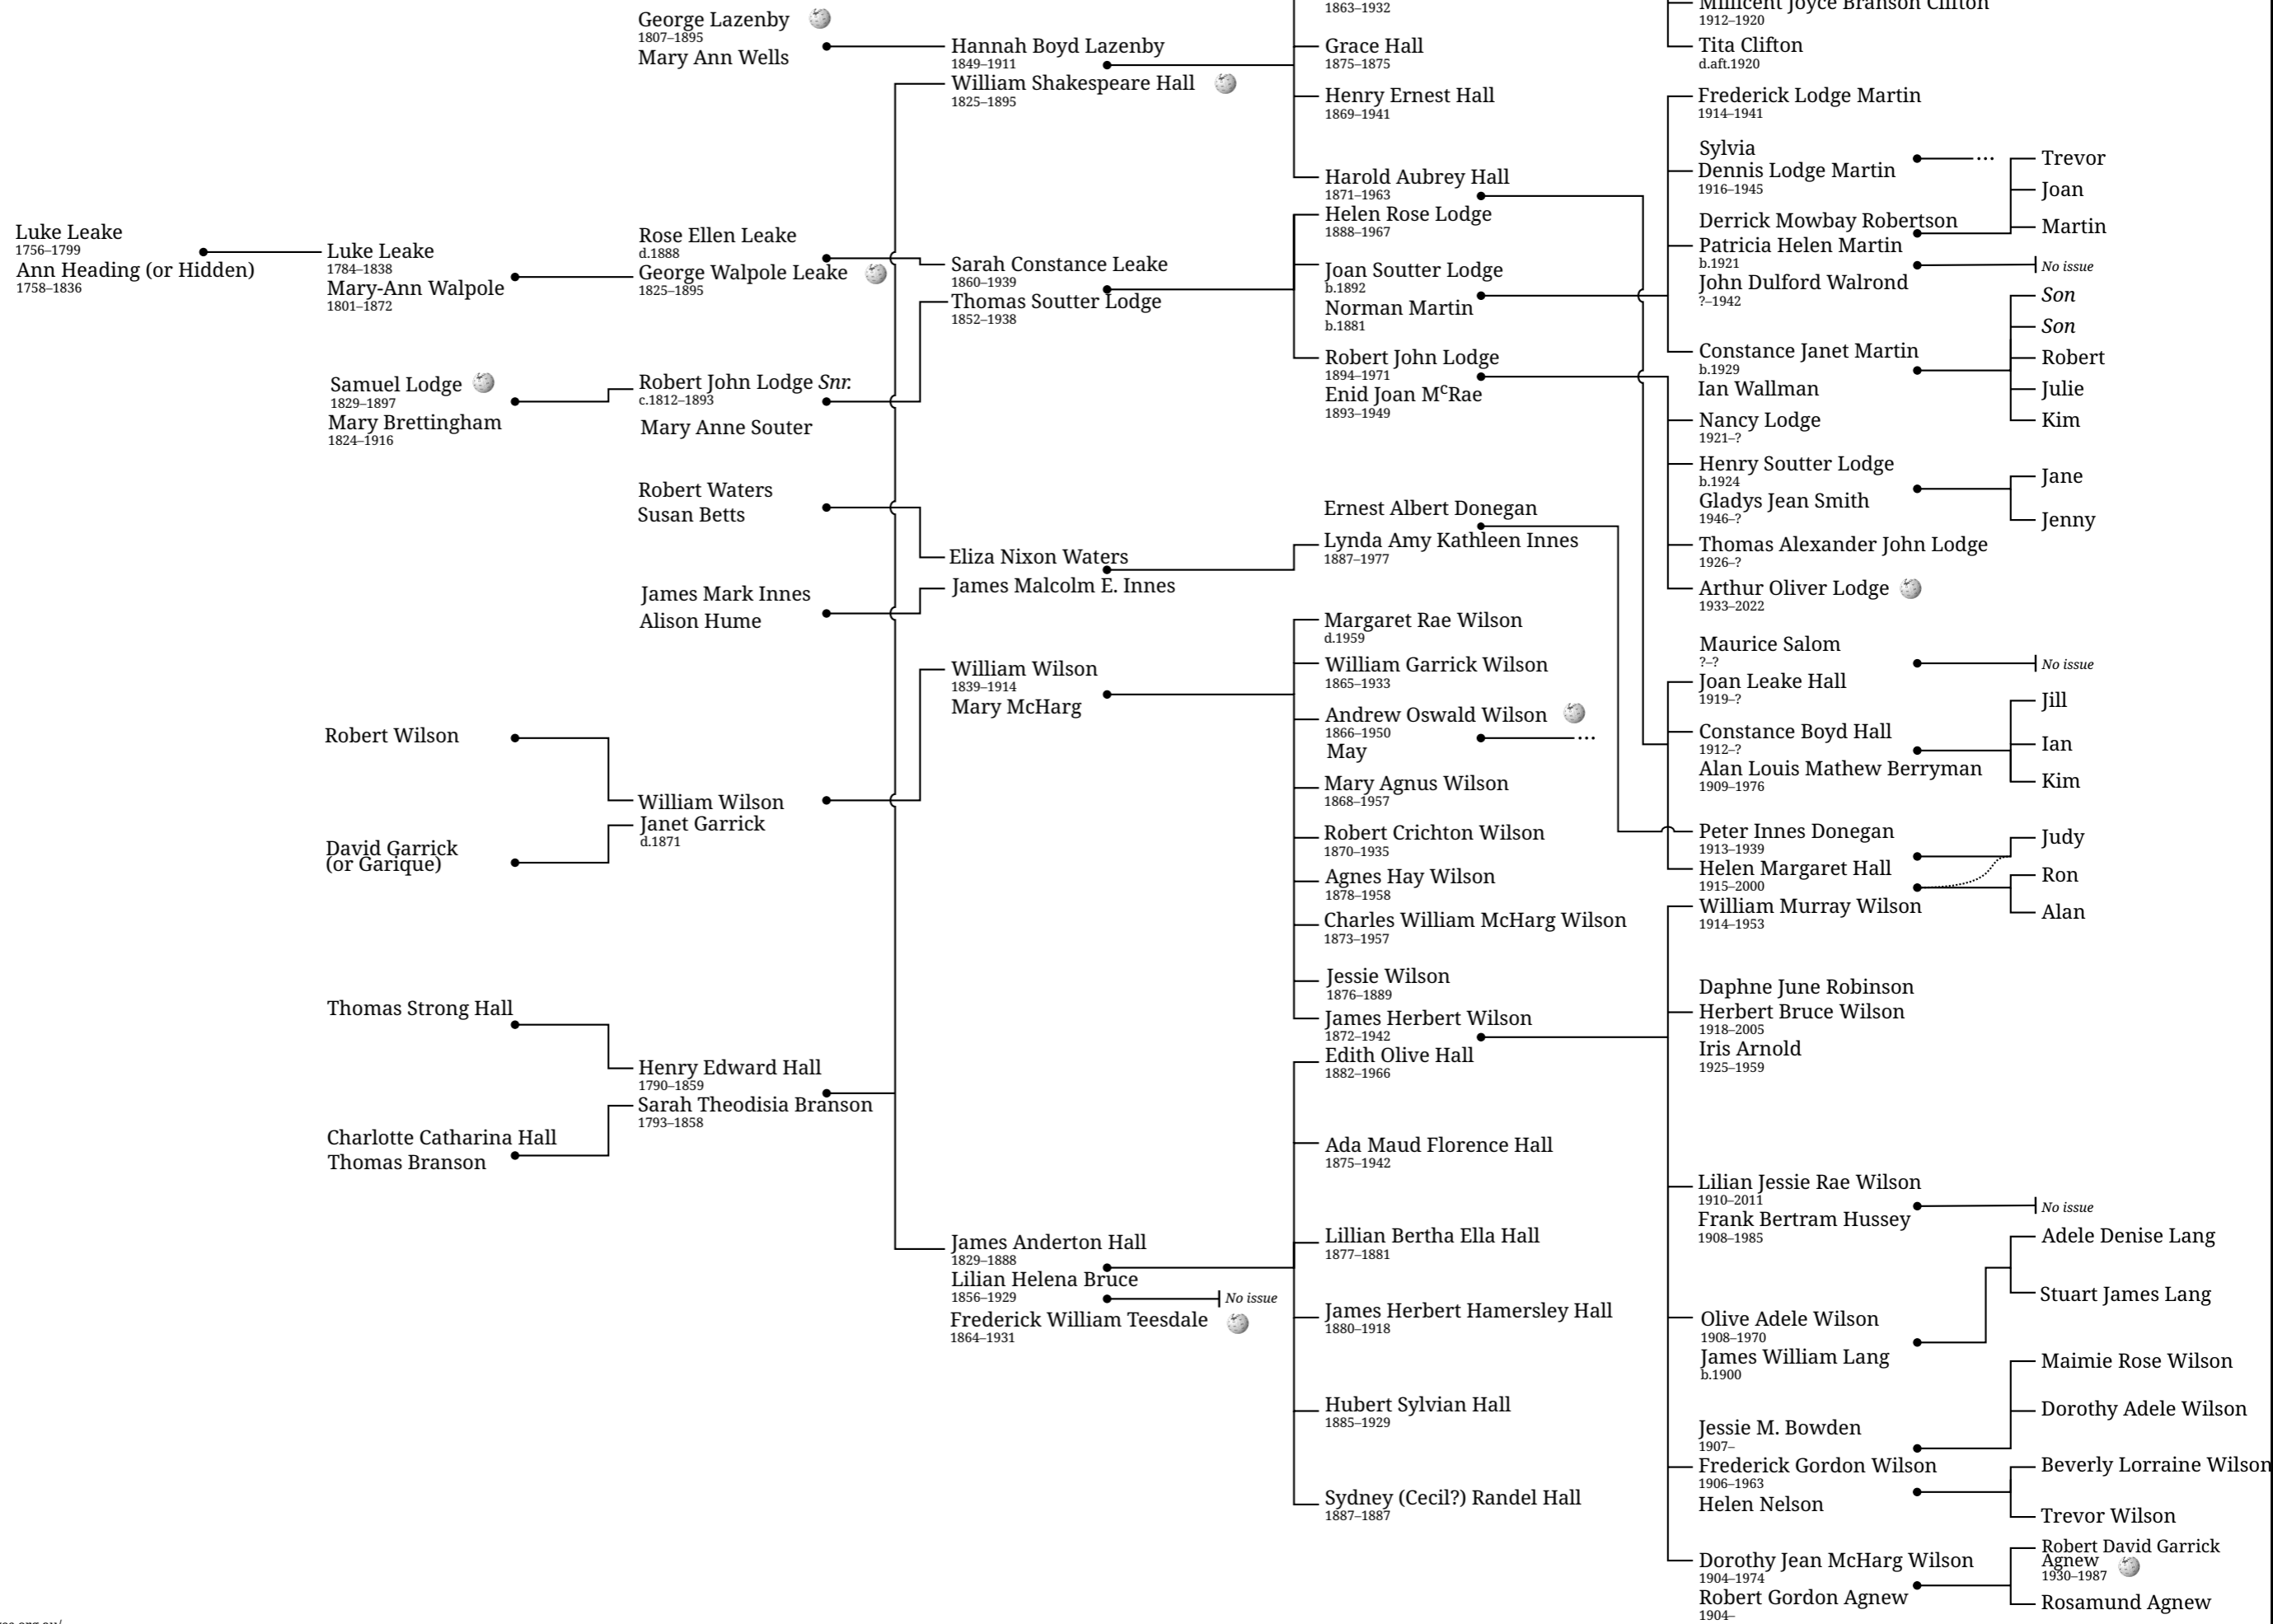 George Lazenby
1807–1895
Mary Ann Wells
Luke Leake
1756–1799
Ann Heading (or Hidden)
1758–1836
Luke Leake
1784–1838
Mary-Ann Walpole
1801–1872
Rose Ellen Leake
d.1888
George Walpole Leake
1825–1895
Samuel Lodge
1829–1897
Mary Brettingham
1824–1916
Robert John Lodge Snr.
c.1812–1893
Mary Anne Souter
Robert Waters
Susan Betts
James Mark Innes
Alison Hume
Robert Wilson
David Garrick
(or Garique)
William Wilson
Janet Garrick
d.1871
Thomas Strong Hall
Charlotte Catharina Hall
Thomas Branson
Henry Edward Hall
1790–1859
Sarah Theodisia Branson
1793–1858
Hannah Boyd Lazenby
1849–1911
William Shakespeare Hall
1825–1895
Sarah Constance Leake
1860–1939
Thomas Soutter Lodge
1852–1938
Eliza Nixon Waters
James Malcolm E. Innes
William Wilson
1839–1914
Mary McHarg
James Anderton Hall
1829–1888
Lilian Helena Bruce
1856–1929
No issue
Frederick William Teesdale
1864–1931
1863–1932
Grace Hall
1875–1875
Henry Ernest Hall
1869–1941
Harold Aubrey Hall
1871–1963
Helen Rose Lodge
1888–1967
Joan Soutter Lodge
b.1892
Norman Martin
b.1881
Robert John Lodge
1894–1971
Enid Joan McRae
1893–1949
Ernest Albert Donegan
Lynda Amy Kathleen Innes
1887–1977
Margaret Rae Wilson
d.1959
William Garrick Wilson
1865–1933
Andrew Oswald Wilson
1866–1950
...
May
Mary Agnus Wilson
1868–1957
Robert Crichton Wilson
1870–1935
Agnes Hay Wilson
1878–1958
Charles William McHarg Wilson
1873–1957
Jessie Wilson
1876–1889
James Herbert Wilson
1872–1942
Edith Olive Hall
1882–1966
Ada Maud Florence Hall
1875–1942
Lillian Bertha Ella Hall
1877–1881
James Herbert Hamersley Hall
1880–1918
Hubert Sylvian Hall
1885–1929
Sydney (Cecil?) Randel Hall
1887–1887
Millicent Joyce Branson Clifton
1912–1920
Tita Clifton
d.aft.1920
Frederick Lodge Martin
1914–1941
Sylvia
...
Dennis Lodge Martin
1916–1945
Derrick Mowbay Robertson
Patricia Helen Martin
b.1921
No issue
John Dulford Walrond
?–1942
Constance Janet Martin
b.1929
Ian Wallman
Nancy Lodge
1921–?
Henry Soutter Lodge
b.1924
Gladys Jean Smith
1946–?
Thomas Alexander John Lodge
1926–?
Arthur Oliver Lodge
1933–2022
Maurice Salom
?–?
No issue
Joan Leake Hall
1919–?
Constance Boyd Hall
1912–?
Alan Louis Mathew Berryman
1909–1976
Peter Innes Donegan
1913–1939
Helen Margaret Hall
1915–2000
William Murray Wilson
1914–1953
Daphne June Robinson
Herbert Bruce Wilson
1918–2005
Iris Arnold
1925–1959
Lilian Jessie Rae Wilson
1910–2011
No issue
Frank Bertram Hussey
1908–1985
Olive Adele Wilson
1908–1970
James William Lang
b.1900
Jessie M. Bowden
1907–
Frederick Gordon Wilson
1906–1963
Helen Nelson
Dorothy Jean McHarg Wilson
1904–1974
Robert Gordon Agnew
1904–
Trevor
Joan
Martin
Son
Son
Robert
Julie
Kim
Jane
Jenny
Jill
Ian
Kim
Judy
Ron
Alan
Adele Denise Lang
Stuart James Lang
Maimie Rose Wilson
Dorothy Adele Wilson
Beverly Lorraine Wilson
Trevor Wilson
Robert David Garrick
Agnew
1930–1987
Rosamund Agnew